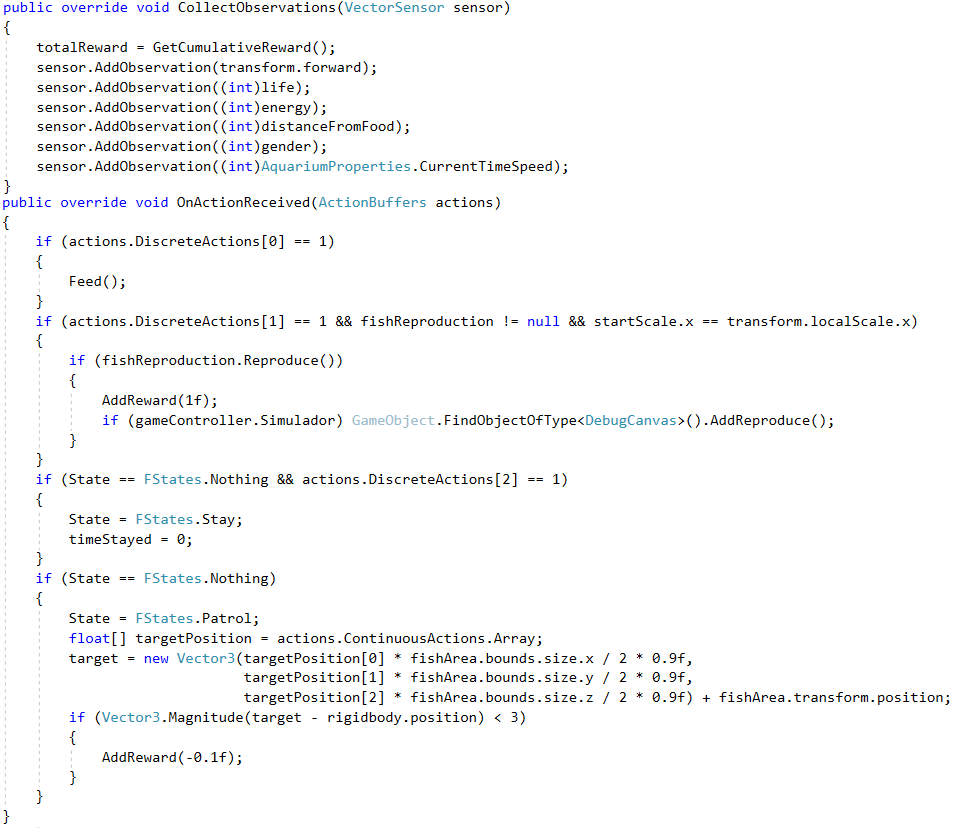 public override void CollectObservations(VectorSensor sensor)
{
    totalReward = GetCumulativeReward();
    sensor.AddObservation(transform.forward);
    sensor.AddObservation((int)life);
    sensor.AddObservation((int)energy);
    sensor.AddObservation((int)distanceFromFood);
    sensor.AddObservation((int)gender);
    sensor.AddObservation((int)AquariumProperties.CurrentTimeSpeed);
}
public override void OnActionReceived(ActionBuffers actions)
{
    if (actions.DiscreteActions[0] == 1)
    {
        Feed();
    }
    if (actions.DiscreteActions[1] == 1 && fishReproduction != null && startScale.x == transform.localScale.x)
    {
        if (fishReproduction.Reproduce())
        {
            AddReward(1f);
            if (gameController.Simulador) GameObject.FindObjectOfType<DebugCanvas>().AddReproduce();
        }
    }
    if (State == FStates.Nothing && actions.DiscreteActions[2] == 1)
    {
        State = FStates.Stay;
        timeStayed = 0;
    }
    if (State == FStates.Nothing)
    {
        State = FStates.Patrol;
        float[] targetPosition = actions.ContinuousActions.Array;
        target = new Vector3(targetPosition[0] * fishArea.bounds.size.x / 2 * 0.9f,
                             targetPosition[1] * fishArea.bounds.size.y / 2 * 0.9f,
                             targetPosition[2] * fishArea.bounds.size.z / 2 * 0.9f) + fishArea.transform.position;
        if (Vector3.Magnitude(target - rigidbody.position) < 3)
        {
            AddReward(-0.1f);
        }
    }
}